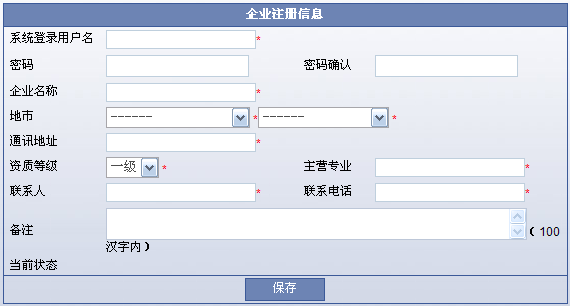 企业注册信息
系统登录用户名 *
密码 密码确认
企业名称 *
地市 ------ * ------ *
通讯地址 *
资质等级 一级 * 主营专业 *
联系人 * 联系电话 *
备注 （100
汉字内）
当前状态
保存